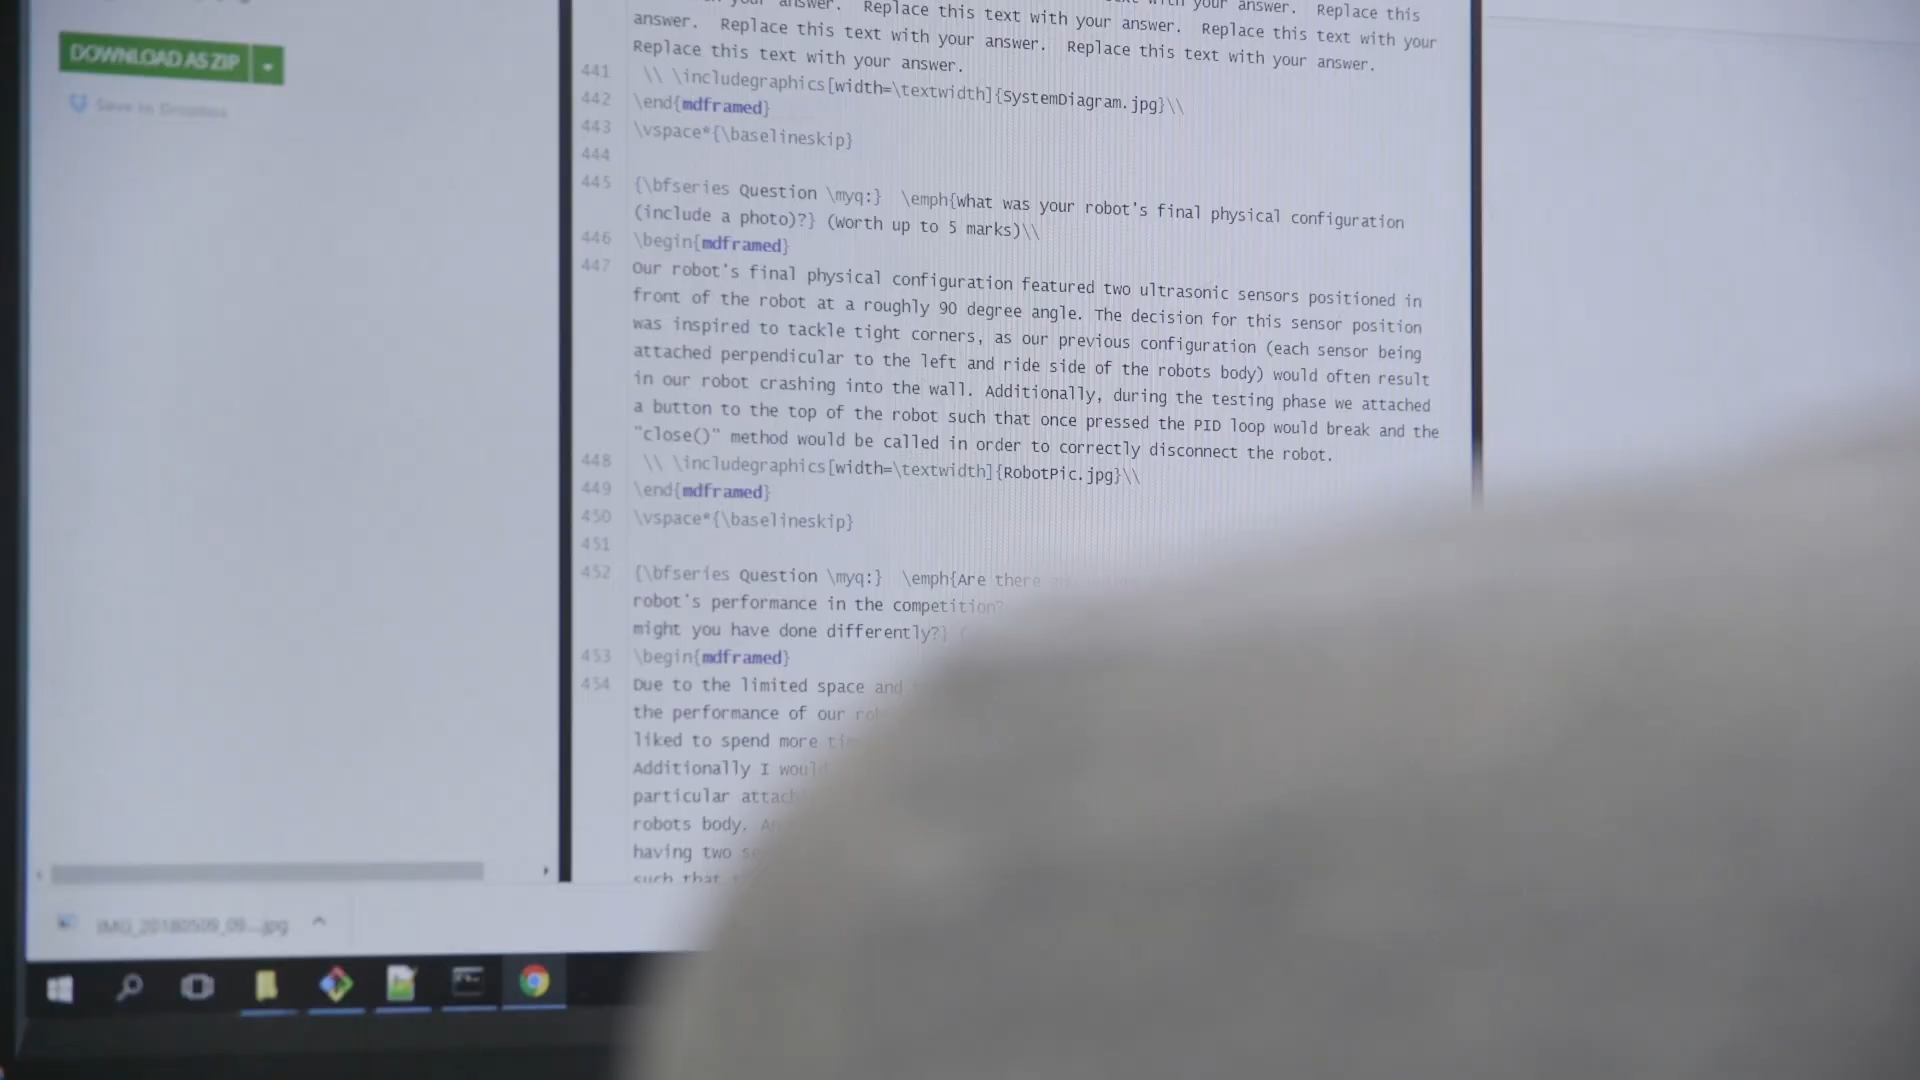 your answer. Replace this text with your answer. Replace this
answer. Replace this text with your answer. Replace this text with your answer.
Replace this text with your answer.
DOWNLOAD AS ZIP
Save to Dropbox
441 \\ \includegraphics[width=\textwidth]{SystemDiagram.jpg}\\
442 \end{mdframed}
443 \vspace*{\baselineskip}
444
445 {\bfseries Question \myq:} \emph{What was your robot's final physical configuration
(include a photo)?} (worth up to 5 marks)\\
446 \begin{mdframed}
447 Our robot's final physical configuration featured two ultrasonic sensors positioned in
front of the robot at a roughly 90 degree angle. The decision for this sensor position
was inspired to tackle tight corners, as our previous configuration (each sensor being
attached perpendicular to the left and ride side of the robots body) would often result
in our robot crashing into the wall. Additionally, during the testing phase we attached
a button to the top of the robot such that once pressed the PID loop would break and the
"close()" method would be called in order to correctly disconnect the robot.
448 \\ \includegraphics[width=\textwidth]{RobotPic.jpg}\\
449 \end{mdframed}
450 \vspace*{\baselineskip}
451
452 {\bfseries Question \myq:} \emph{Are there
robot's performance in the competition?
might you have done differently?} (
453 \begin{mdframed}
454 Due to the limited space and
the performance of our
liked to spend more
Additionally I would
particular
robots body.
having two
such that
IMG_20180509_09....jpg